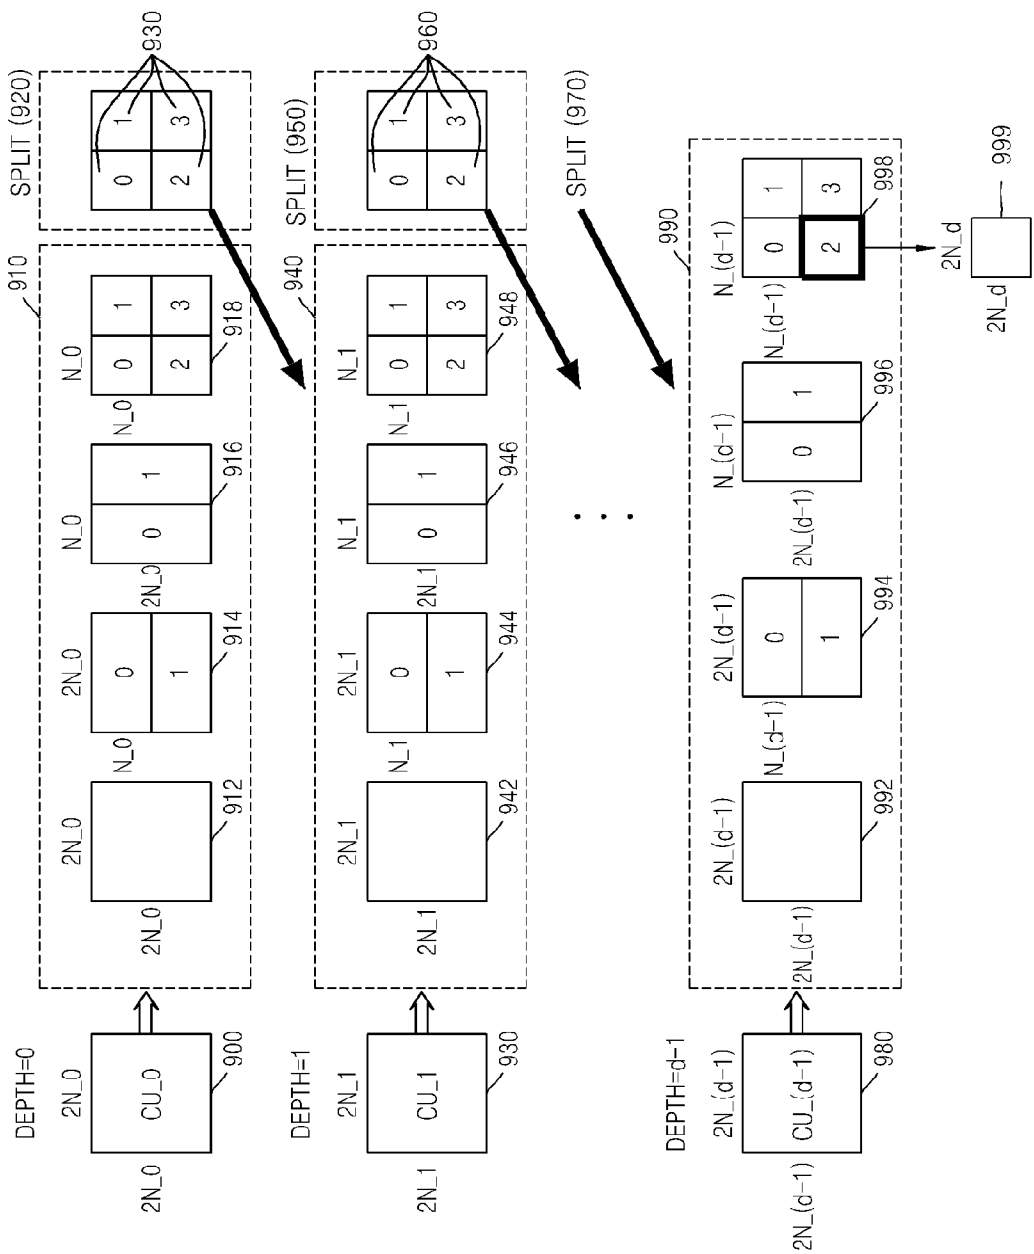 DEPTH=0
2N_0
2N_0
CU_0
900
910
2N_0
2N_0
912
2N_0
N_0
0
1
914
N_0
2N_0
0
1
916
N_0
N_0
0
1
2
3
918
SPLIT (920)
0
1
2
3
930
DEPTH=1
2N_1
2N_1
CU_1
930
940
2N_1
2N_1
942
2N_1
N_1
0
1
944
N_1
2N_1
0
1
946
N_1
N_1
0
1
2
3
948
SPLIT (950)
0
1
2
3
960
SPLIT (970)
. . .
DEPTH=d-1
2N_(d-1)
2N_(d-1)
CU_(d-1)
980
990
2N_(d-1)
2N_(d-1)
992
2N_(d-1)
N_(d-1)
0
1
994
N_(d-1)
2N_(d-1)
0
1
996
N_(d-1)
N_(d-1)
0
1
2
3
998
2N_d
2N_d
999